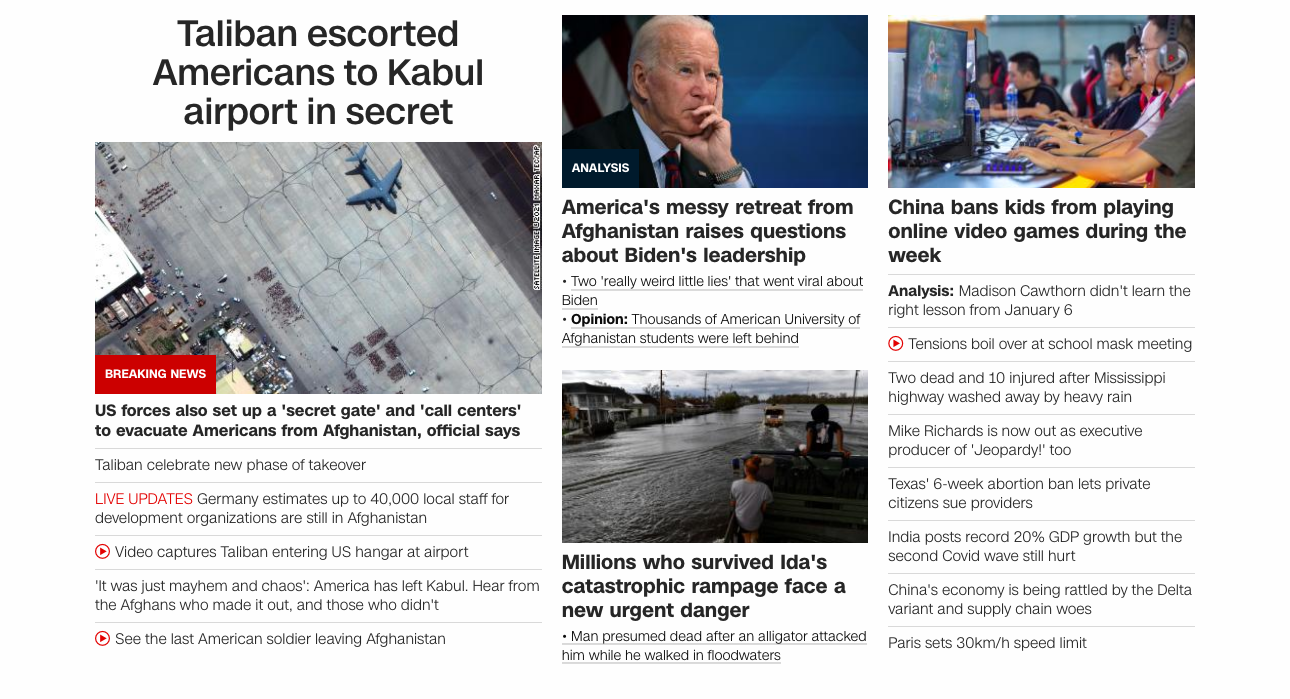 Taliban escorted
Americans to Kabul
airport in secret
SATELLITE IMAGE ©2021 MAXAR TEC/AP
BREAKING NEWS
US forces also set up a 'secret gate' and 'call centers'
to evacuate Americans from Afghanistan, official says
Taliban celebrate new phase of takeover
LIVE UPDATES Germany estimates up to 40,000 local staff for
development organizations are still in Afghanistan
Video captures Taliban entering US hangar at airport
'It was just mayhem and chaos': America has left Kabul. Hear from
the Afghans who made it out, and those who didn't
See the last American soldier leaving Afghanistan
ANALYSIS
America's messy retreat from
Afghanistan raises questions
about Biden's leadership
• Two 'really weird little lies' that went viral about
Biden
• Opinion: Thousands of American University of
Afghanistan students were left behind
Millions who survived Ida's
catastrophic rampage face a
new urgent danger
• Man presumed dead after an alligator attacked
him while he walked in floodwaters
China bans kids from playing
online video games during the
week
Analysis: Madison Cawthorn didn't learn the
right lesson from January 6
Tensions boil over at school mask meeting
Two dead and 10 injured after Mississippi
highway washed away by heavy rain
Mike Richards is now out as executive
producer of 'Jeopardy!' too
Texas' 6-week abortion ban lets private
citizens sue providers
India posts record 20% GDP growth but the
second Covid wave still hurt
China's economy is being rattled by the Delta
variant and supply chain woes
Paris sets 30km/h speed limit